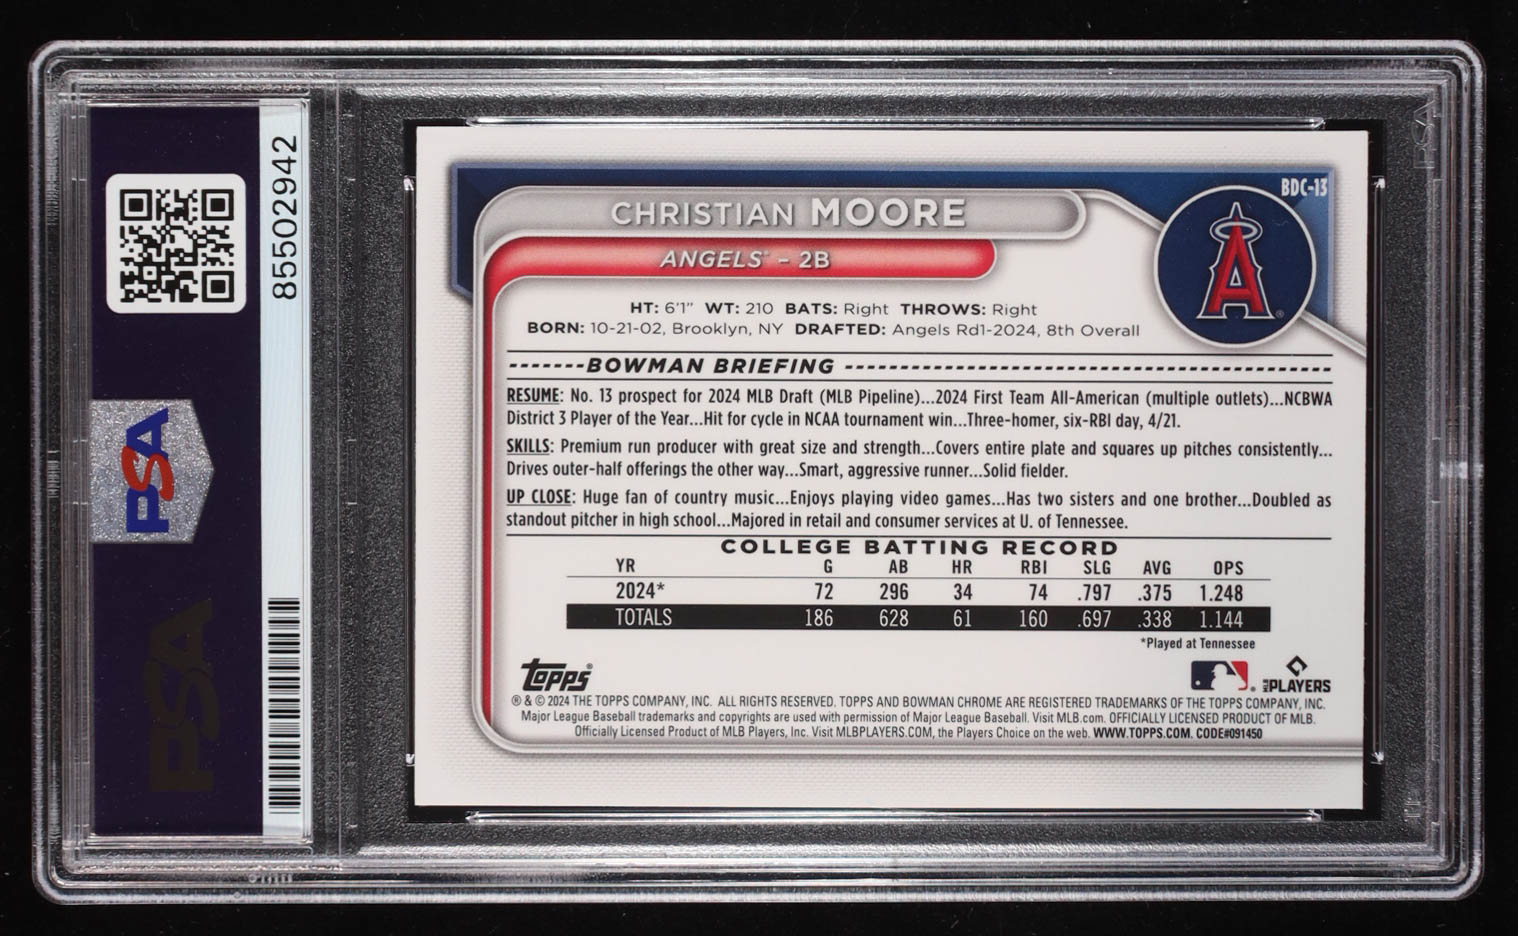 85502942
PSA
PSA
BDC-13
CHRISTIAN MOORE
ANGELS - 2B
A
HT: 6'1" WT: 210 BATS: Right THROWS: Right
BORN: 10-21-02, Brooklyn, NY DRAFTED: Angels Rd1-2024, 8th Overall
-------BOWMAN BRIEFING ------------------------------------------------
RESUME: No. 13 prospect for 2024 MLB Draft (MLB Pipeline)...2024 First Team All-American (multiple outlets)...NCBWA
District 3 Player of the Year...Hit for cycle in NCAA tournament win...Three-homer, six-RBI day, 4/21.
SKILLS: Premium run producer with great size and strength...Covers entire plate and squares up pitches consistently...
Drives outer-half offerings the other way...Smart, aggressive runner...Solid fielder.
UP CLOSE: Huge fan of country music...Enjoys playing video games...Has two sisters and one brother...Doubled as
standout pitcher in high school...Majored in retail and consumer services at U. of Tennessee.
COLLEGE BATTING RECORD
YR G AB HR RBI SLG AVG OPS
2024* 72 296 34 74 .797 .375 1.248
TOTALS 186 628 61 160 .697 .338 1.144
*Played at Tennessee
Topps® MLB PLAYERS
® & © 2024 THE TOPPS COMPANY, INC. ALL RIGHTS RESERVED. TOPPS AND BOWMAN CHROME ARE REGISTERED TRADEMARKS OF THE TOPPS COMPANY, INC.
Major League Baseball trademarks and copyrights are used with permission of Major League Baseball. Visit MLB.com. OFFICIALLY LICENSED PRODUCT OF MLB.
Officially Licensed Product of MLB Players, Inc. Visit MLBPLAYERS.COM, the Players Choice on the web. WWW.TOPPS.COM. CODE#091450